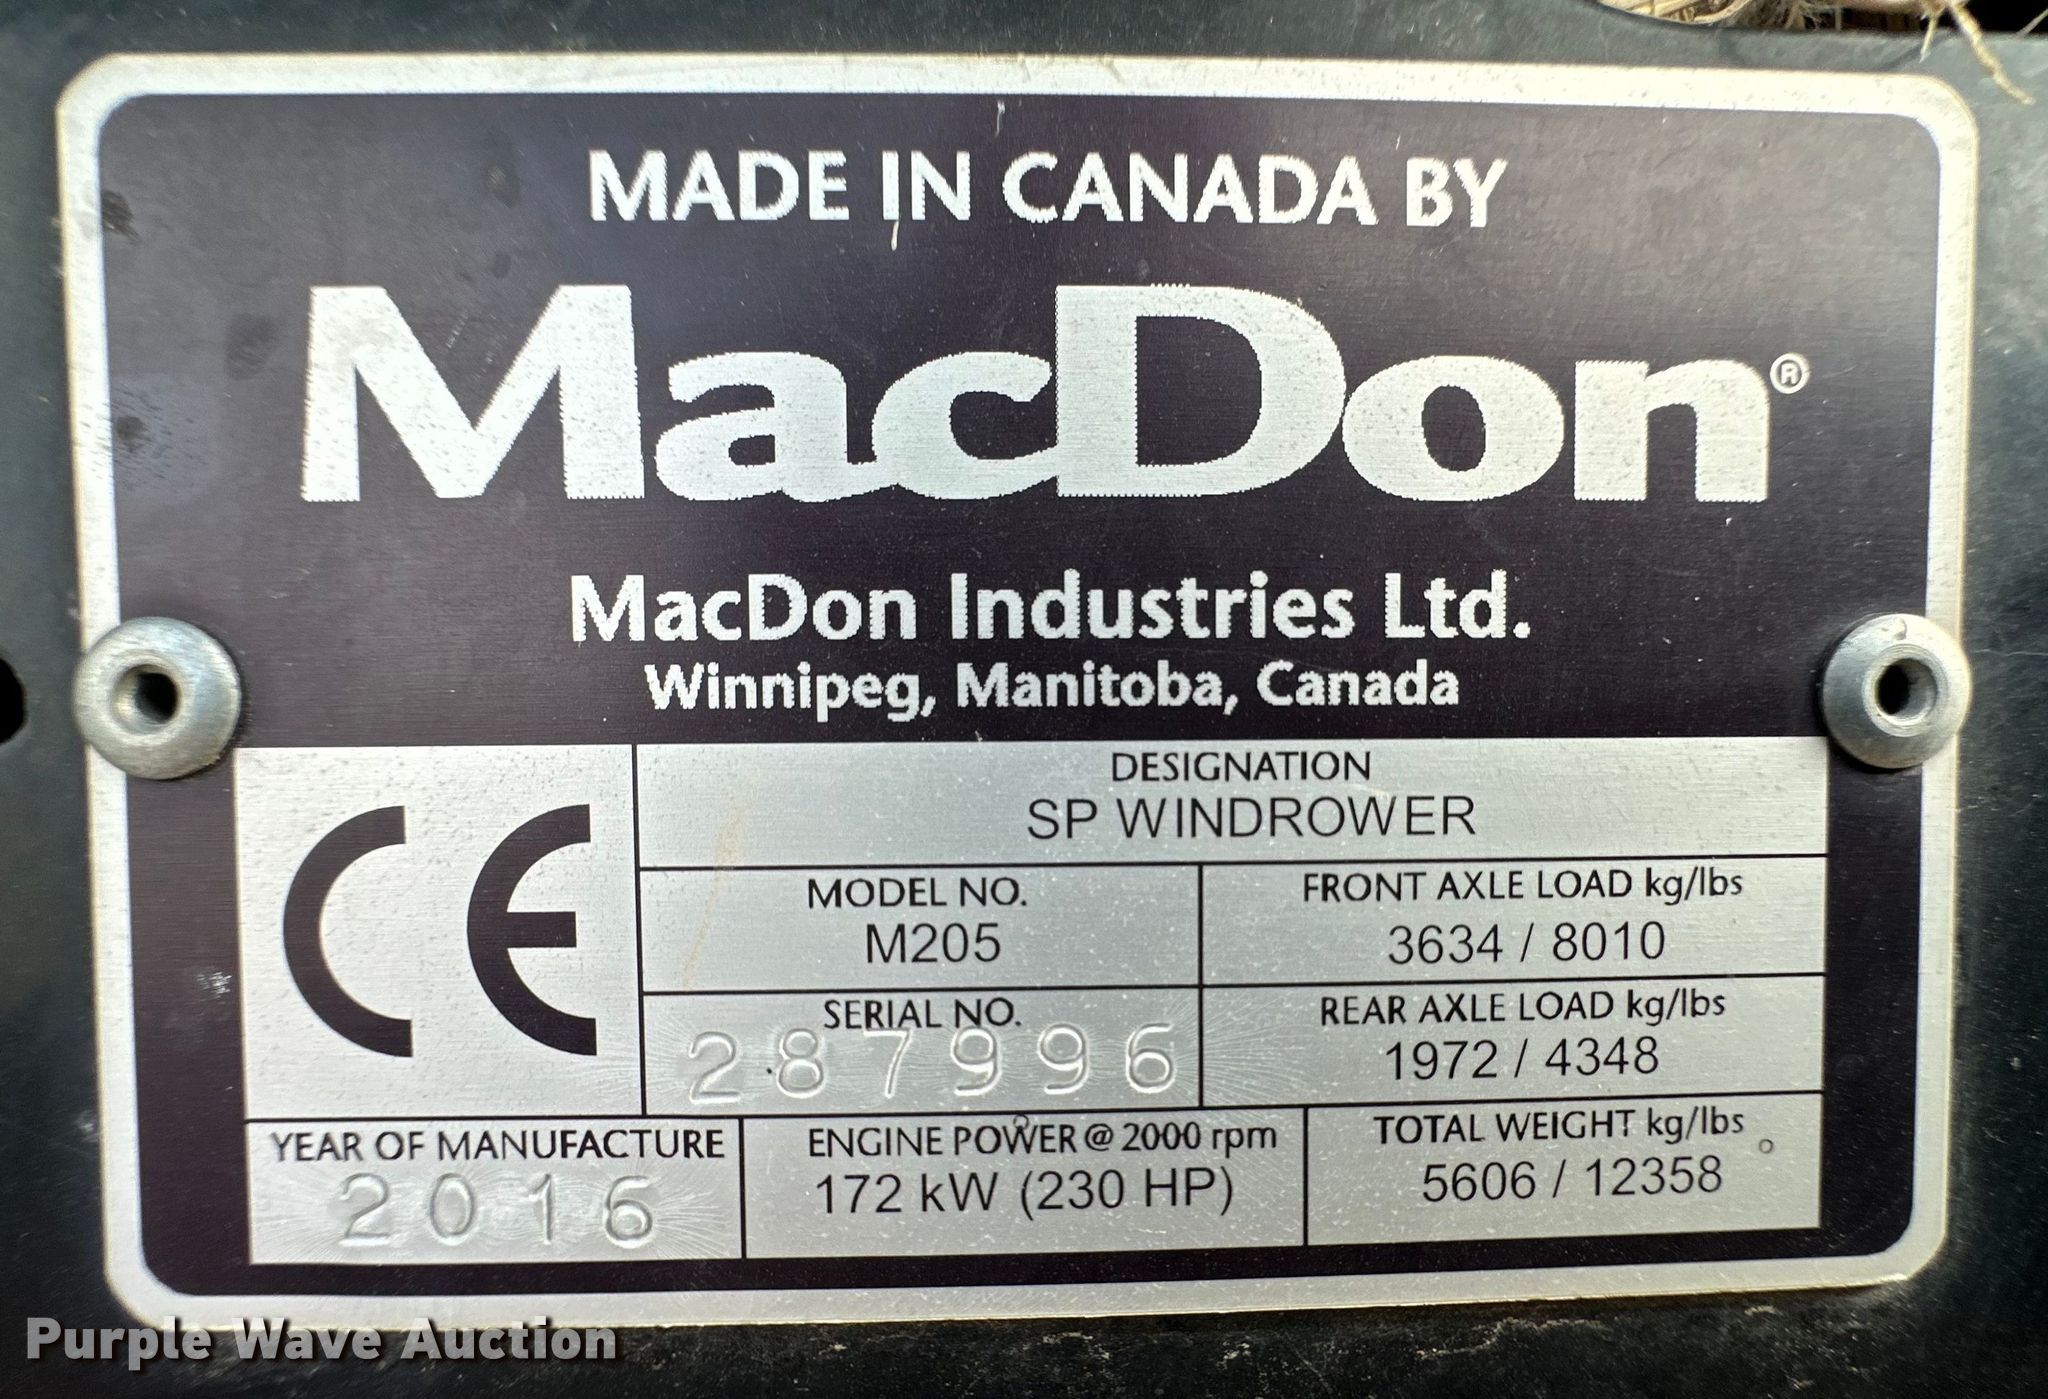 MADE IN CANADA BY
MacDon®
MacDon Industries Ltd.
Winnipeg, Manitoba, Canada
CE
DESIGNATION
SP WINDROWER
MODEL NO.
M205
FRONT AXLE LOAD kg/lbs
3634 / 8010
SERIAL NO.
287996
REAR AXLE LOAD kg/lbs
1972 / 4348
YEAR OF MANUFACTURE
2016
ENGINE POWER @ 2000 rpm
172 kW (230 HP)
TOTAL WEIGHT kg/lbs
5606 / 12358
Purple Wave Auction